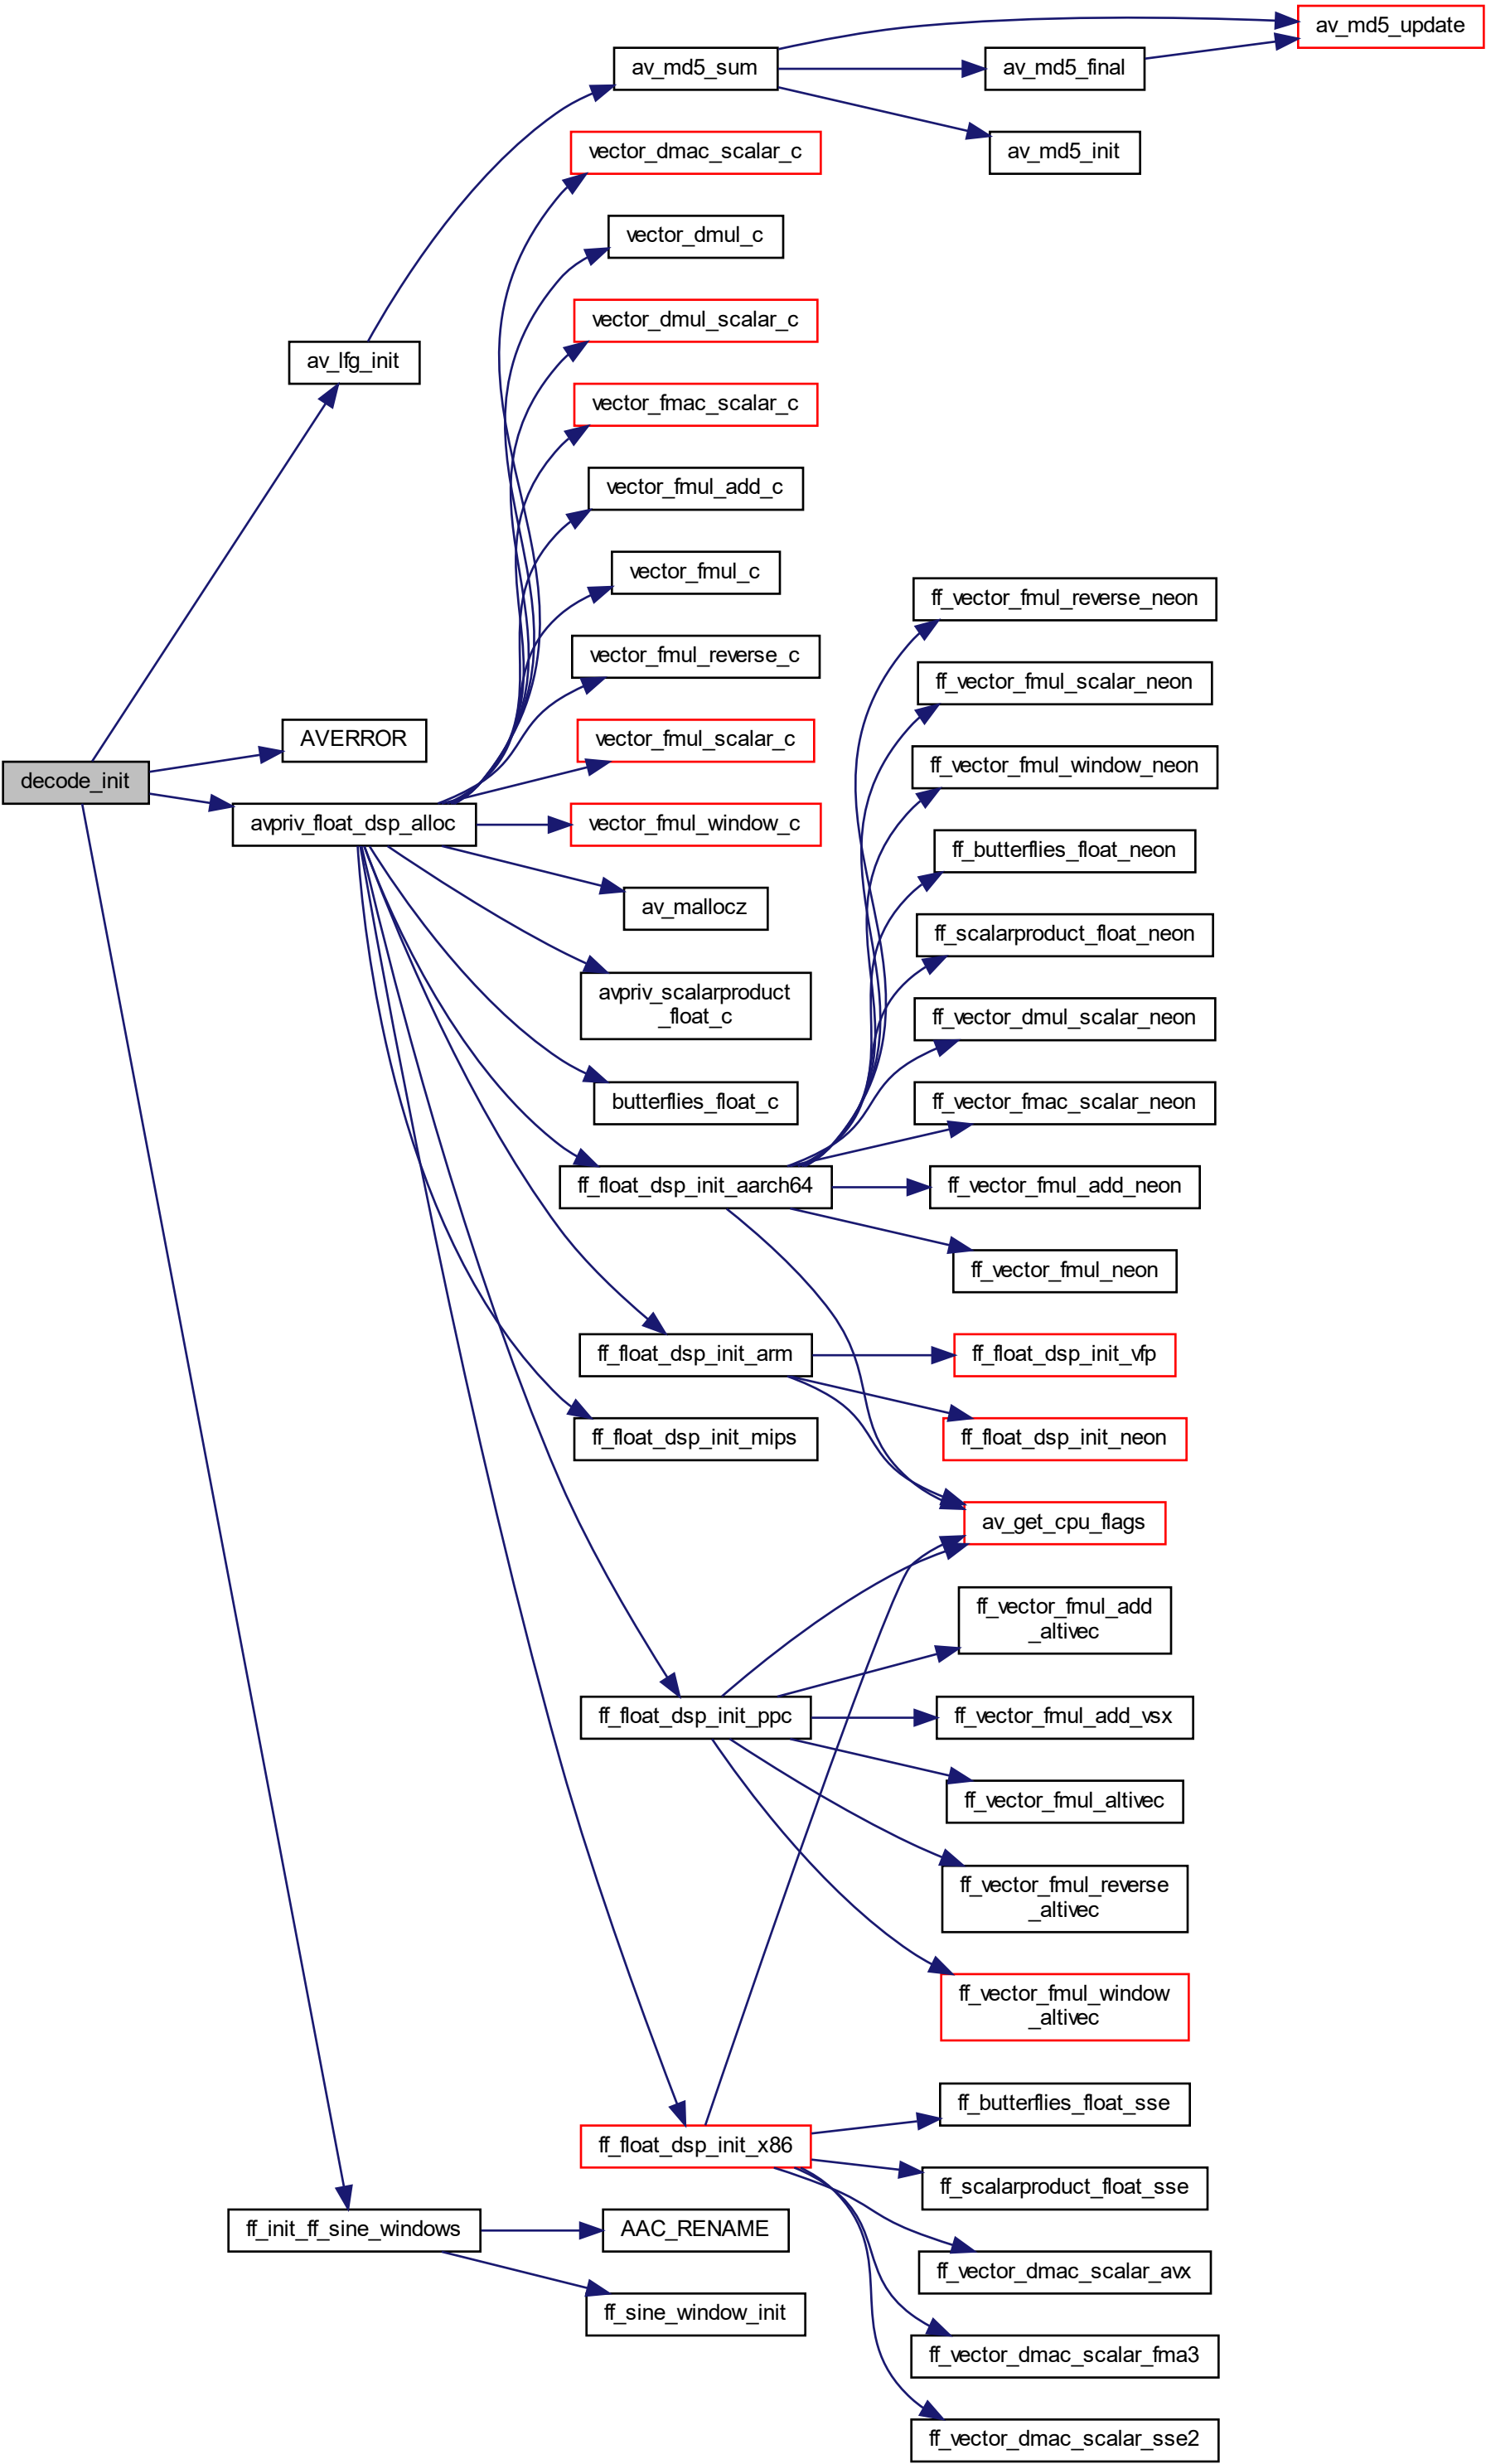 av_md5_update
av_md5_sum
av_md5_final
av_md5_init
vector_dmac_scalar_c
vector_dmul_c
vector_dmul_scalar_c
av_lfg_init
vector_fmac_scalar_c
vector_fmul_add_c
vector_fmul_c
ff_vector_fmul_reverse_neon
vector_fmul_reverse_c
ff_vector_fmul_scalar_neon
AVERROR
vector_fmul_scalar_c
ff_vector_fmul_window_neon
decode_init
avpriv_float_dsp_alloc
vector_fmul_window_c
ff_butterflies_float_neon
av_mallocz
ff_scalarproduct_float_neon
avpriv_scalarproduct
_float_c
ff_vector_dmul_scalar_neon
butterflies_float_c
ff_vector_fmac_scalar_neon
ff_float_dsp_init_aarch64
ff_vector_fmul_add_neon
ff_vector_fmul_neon
ff_float_dsp_init_arm
ff_float_dsp_init_vfp
ff_float_dsp_init_mips
ff_float_dsp_init_neon
av_get_cpu_flags
ff_vector_fmul_add
_altivec
ff_float_dsp_init_ppc
ff_vector_fmul_add_vsx
ff_vector_fmul_altivec
ff_vector_fmul_reverse
_altivec
ff_vector_fmul_window
_altivec
ff_butterflies_float_sse
ff_float_dsp_init_x86
ff_scalarproduct_float_sse
ff_init_ff_sine_windows
AAC_RENAME
ff_vector_dmac_scalar_avx
ff_sine_window_init
ff_vector_dmac_scalar_fma3
ff_vector_dmac_scalar_sse2